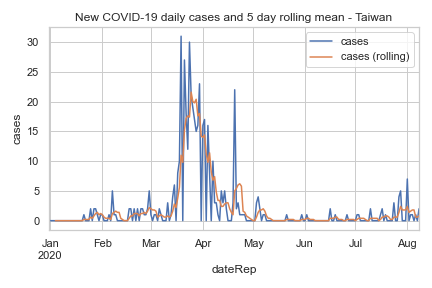 New COVID-19 daily cases and 5 day rolling mean - Taiwan
cases
cases (rolling)
30
25
20
15
10
5
0
cases
Jan Feb Mar Apr May Jun Jul Aug
2020
dateRep